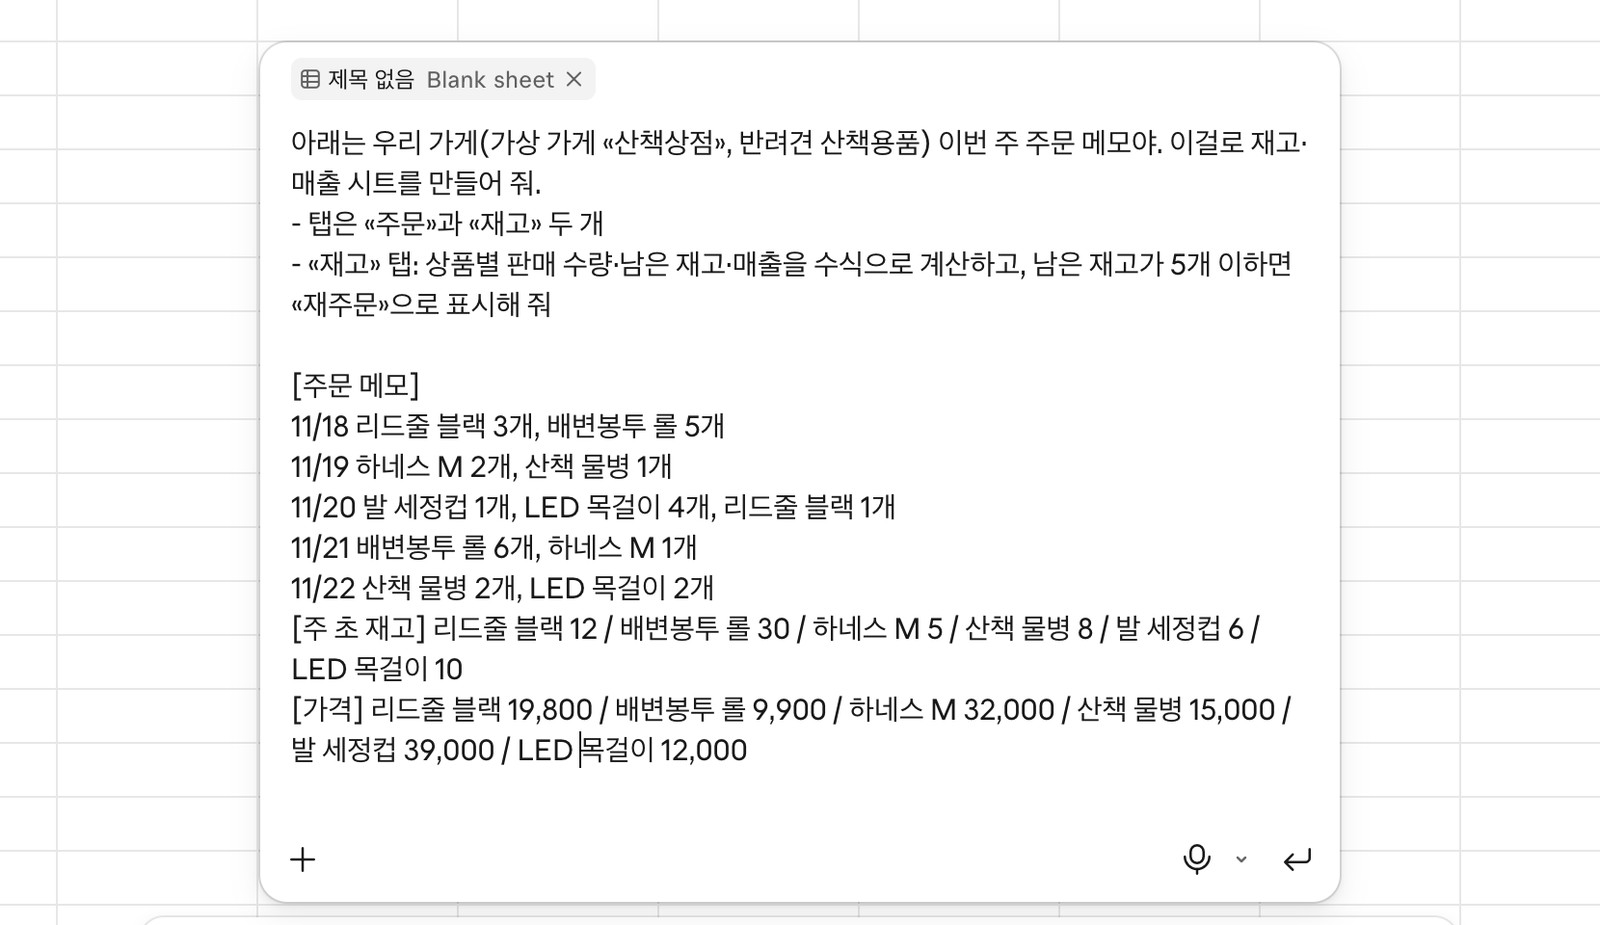 제목 없음 Blank sheet
아래는 우리 가게(가상 가게 «산책상점», 반려견 산책용품) 이번 주 주문 메모야. 이걸로 재고·
매출 시트를 만들어 줘.
- 탭은 «주문»과 «재고» 두 개
- «재고» 탭: 상품별 판매 수량·남은 재고·매출을 수식으로 계산하고, 남은 재고가 5개 이하면
«재주문»으로 표시해 줘
[주문 메모]
11/18 리드줄 블랙 3개, 배변봉투 롤 5개
11/19 하네스 M 2개, 산책 물병 1개
11/20 발 세정컵 1개, LED 목걸이 4개, 리드줄 블랙 1개
11/21 배변봉투 롤 6개, 하네스 M 1개
11/22 산책 물병 2개, LED 목걸이 2개
[주 초 재고] 리드줄 블랙 12 / 배변봉투 롤 30 / 하네스 M 5 / 산책 물병 8 / 발 세정컵 6 /
LED 목걸이 10
[가격] 리드줄 블랙 19,800 / 배변봉투 롤 9,900 / 하네스 M 32,000 / 산책 물병 15,000 /
발 세정컵 39,000 / LED 목걸이 12,000